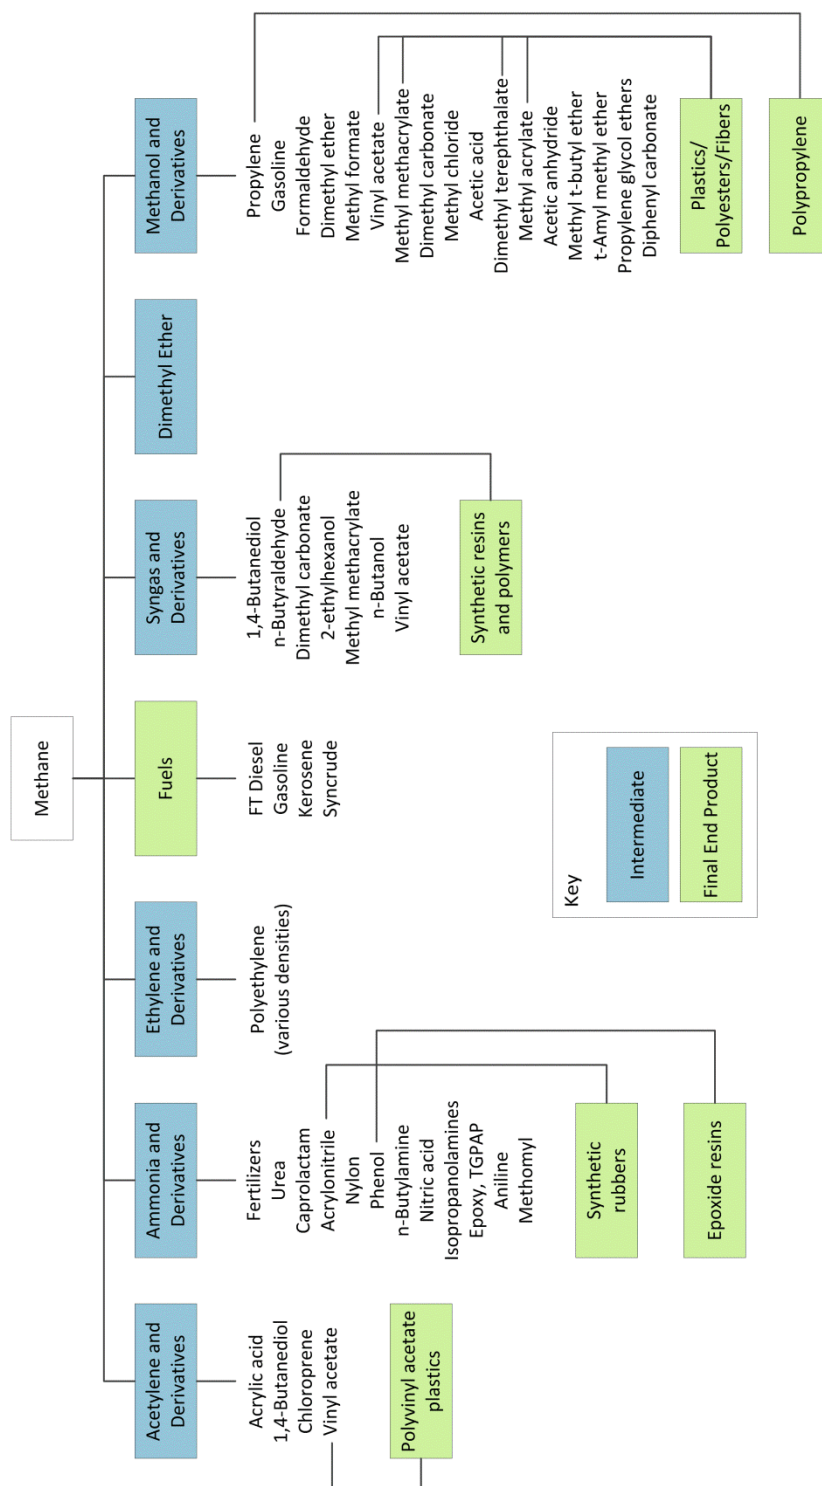 Methane
Acetylene and
Derivatives
Acrylic acid
1,4-Butanediol
Chloroprene
Vinyl acetate
Polyvinyl acetate
plastics
Ammonia and
Derivatives
Fertilizers
Urea
Caprolactam
Acrylonitrile
Nylon
Phenol
n-Butylamine
Nitric acid
Isopropanolamines
Epoxy, TGPAP
Aniline
Methomyl
Synthetic
rubbers
Epoxide resins
Ethylene and
Derivatives
Polyethylene
(various densities)
Fuels
FT Diesel
Gasoline
Kerosene
Syncrude
Syngas and
Derivatives
1,4-Butanediol
n-Butyraldehyde
Dimethyl carbonate
2-ethylhexanol
Methyl methacrylate
n-Butanol
Vinyl acetate
Synthetic resins
and polymers
Dimethyl Ether
Methanol and
Derivatives
Propylene
Gasoline
Formaldehyde
Dimethyl ether
Methyl formate
Vinyl acetate
Methyl methacrylate
Dimethyl carbonate
Methyl chloride
Acetic acid
Dimethyl terephthalate
Methyl acrylate
Acetic anhydride
Methyl t-butyl ether
t-Amyl methyl ether
Propylene glycol ethers
Diphenyl carbonate
Plastics/
Polyesters/Fibers
Polypropylene
Key
Intermediate
Final End Product